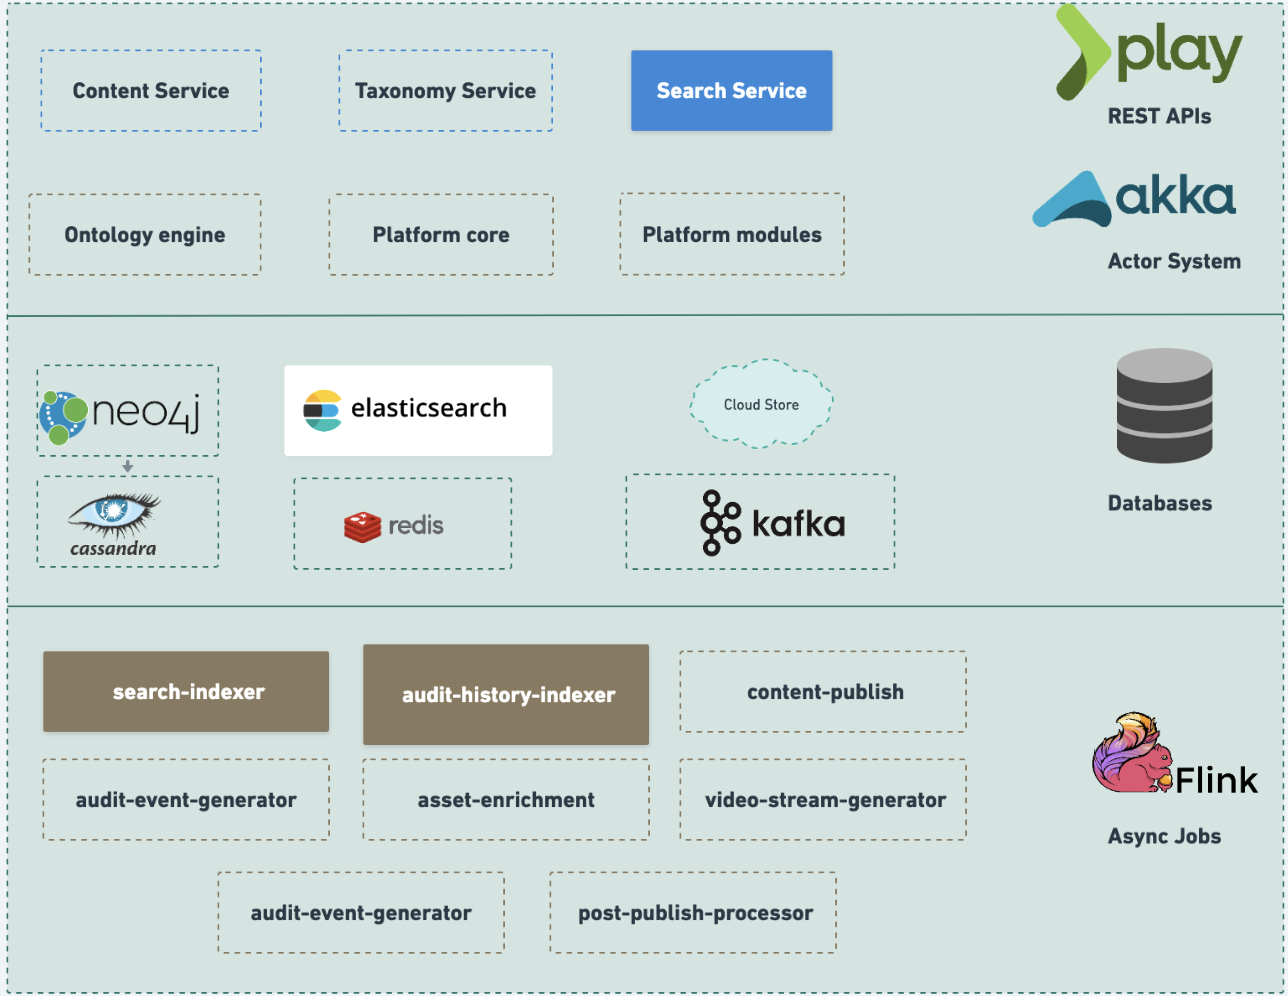 Content Service
Taxonomy Service
Search Service
play
REST APIs
Ontology engine
Platform core
Platform modules
akka
Actor System
neo4j
elasticsearch
Cloud Store
Databases
cassandra
redis
kafka
search-indexer
audit-history-indexer
content-publish
audit-event-generator
asset-enrichment
video-stream-generator
Flink
Async Jobs
audit-event-generator
post-publish-processor